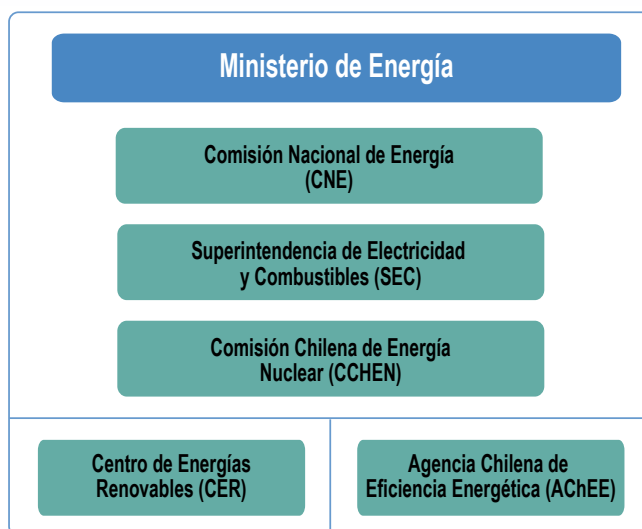 Ministerio de Energía
Comisión Nacional de Energía
(CNE)
Superintendencia de Electricidad
y Combustibles (SEC)
Comisión Chilena de Energía
Nuclear (CCHEN)
Centro de Energías
Renovables (CER)
Agencia Chilena de
Eficiencia Energética (AChEE)